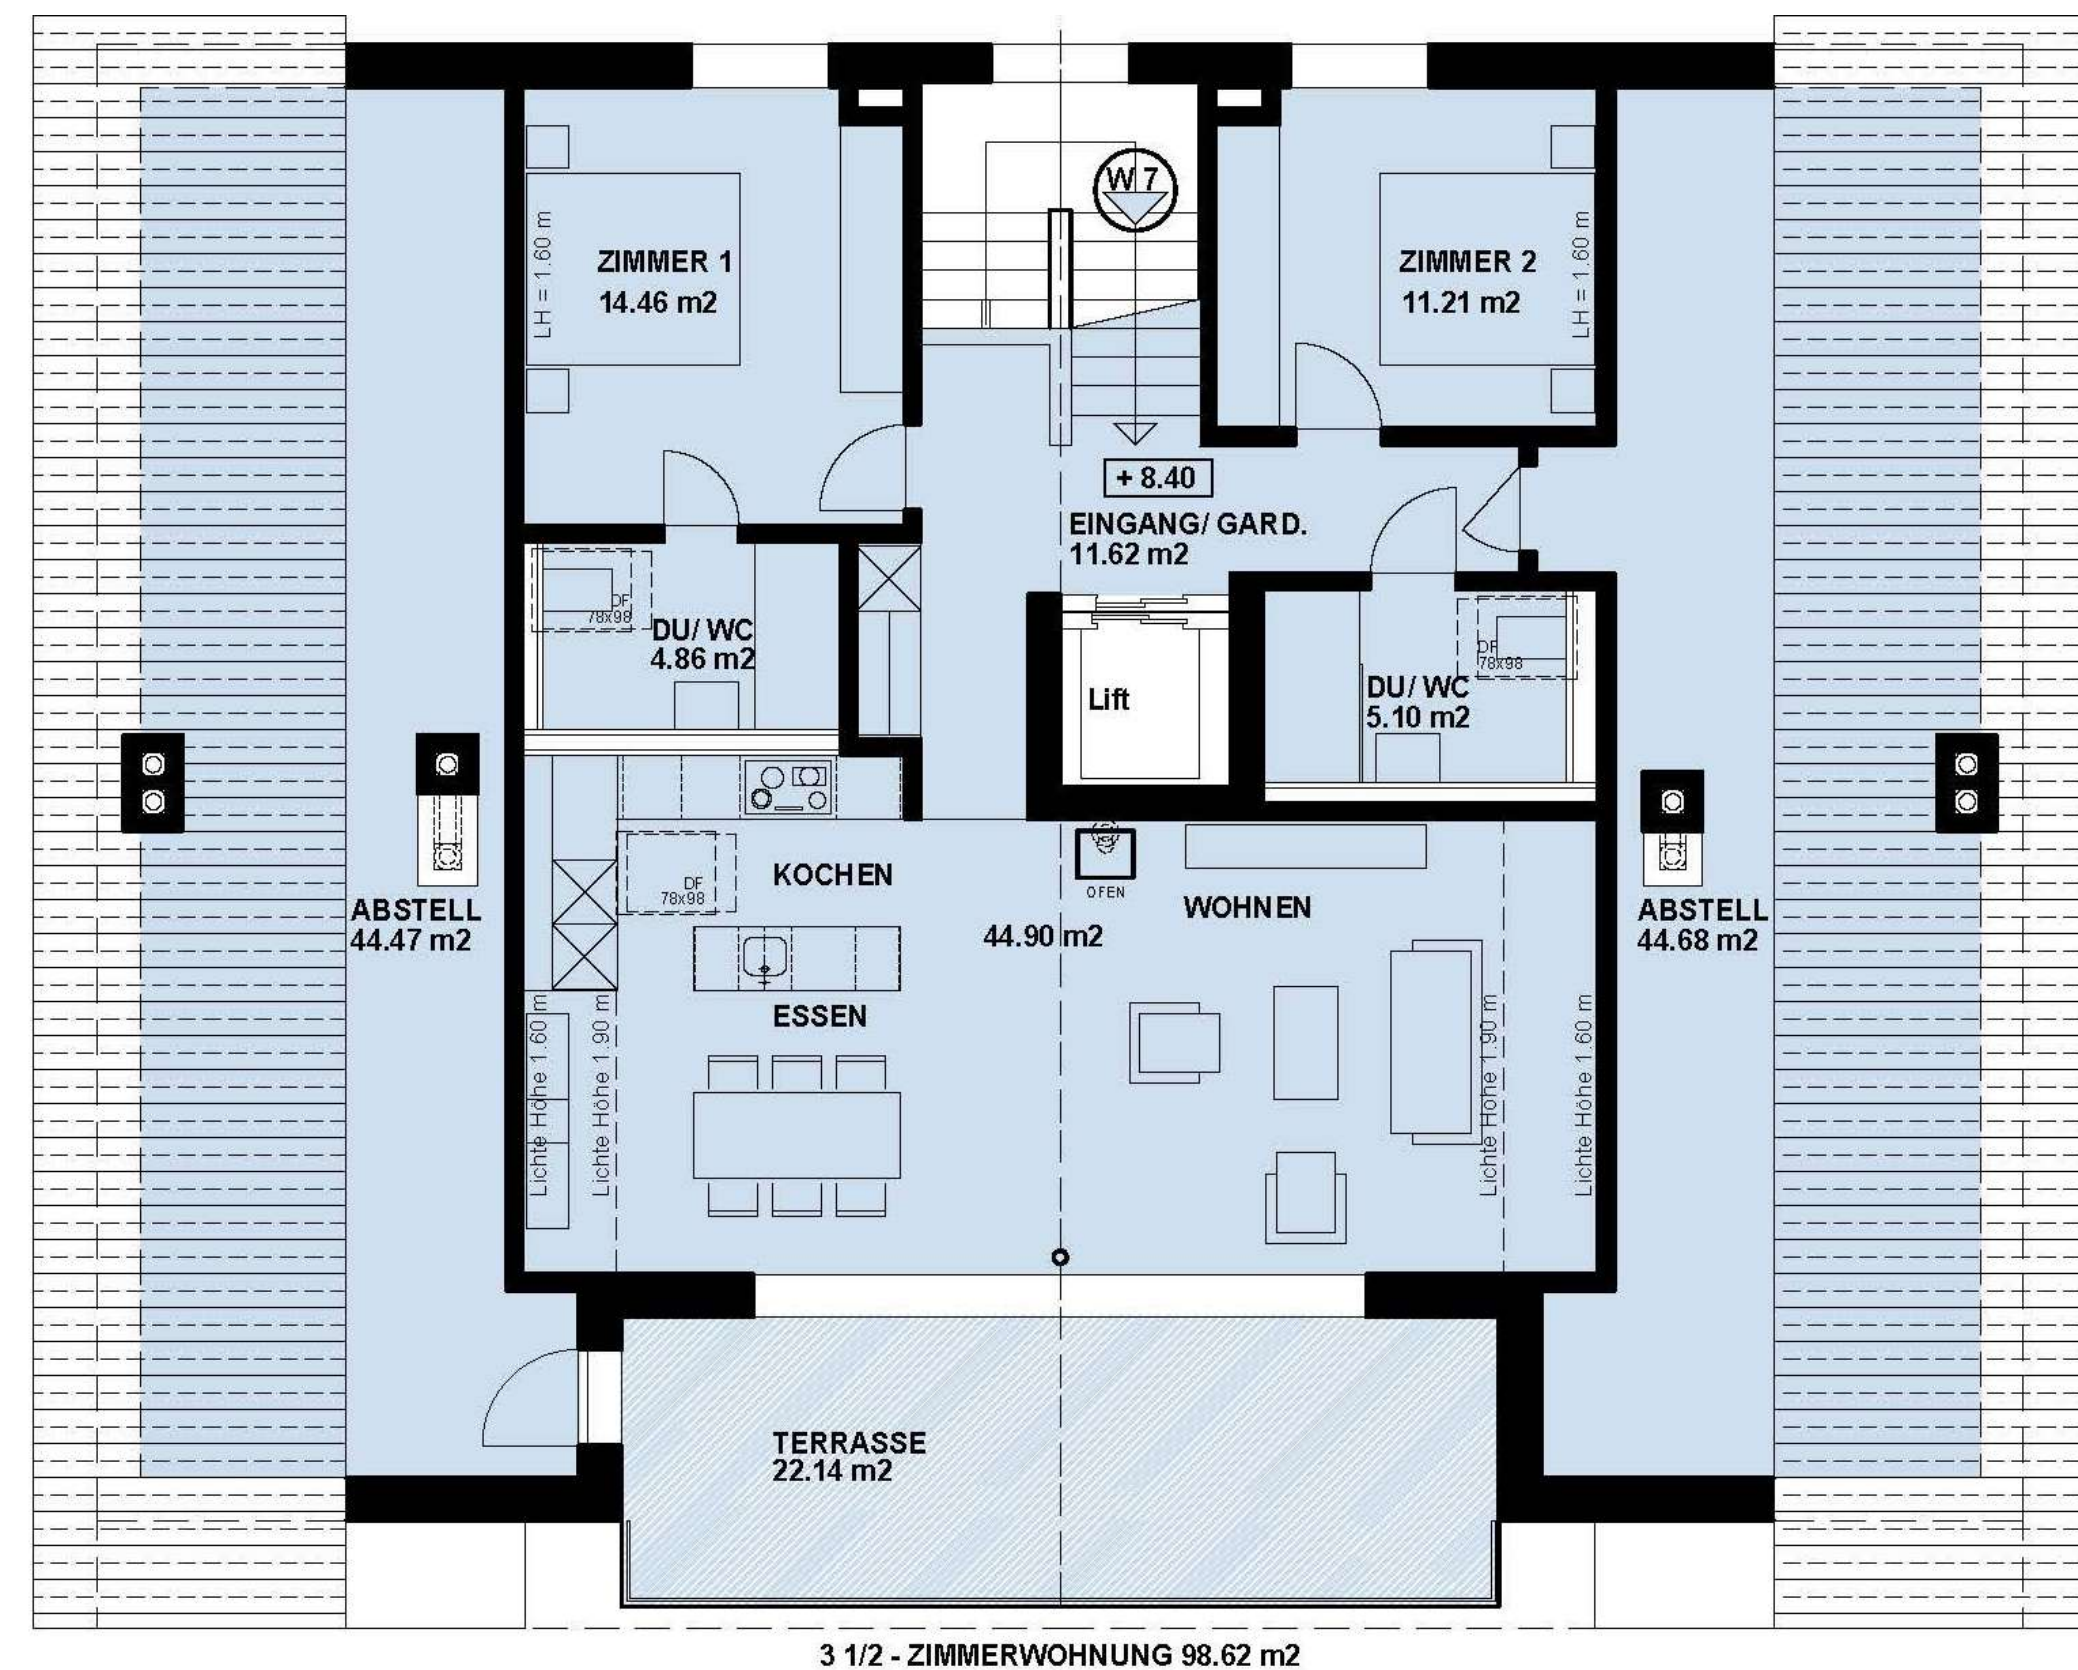 W 7
ZIMMER 1
14.46 m2
LH = 1.60 m
ZIMMER 2
11.21 m2
LH = 1.60 m
+ 8.40
EINGANG/ GARD.
11.62 m2
DF
78x98
DU/ WC
4.86 m2
DF
78x98
DU/ WC
5.10 m2
Lift
KOCHEN
DF
78x98
OFEN
WOHNEN
44.90 m2
ABSTELL
44.47 m2
ABSTELL
44.68 m2
ESSEN
Lichte Höhe 1.60 m
Lichte Höhe 1.90 m
Lichte Höhe 1.90 m
Lichte Höhe 1.60 m
TERRASSE
22.14 m2
3 1/2 - ZIMMERWOHNUNG 98.62 m2